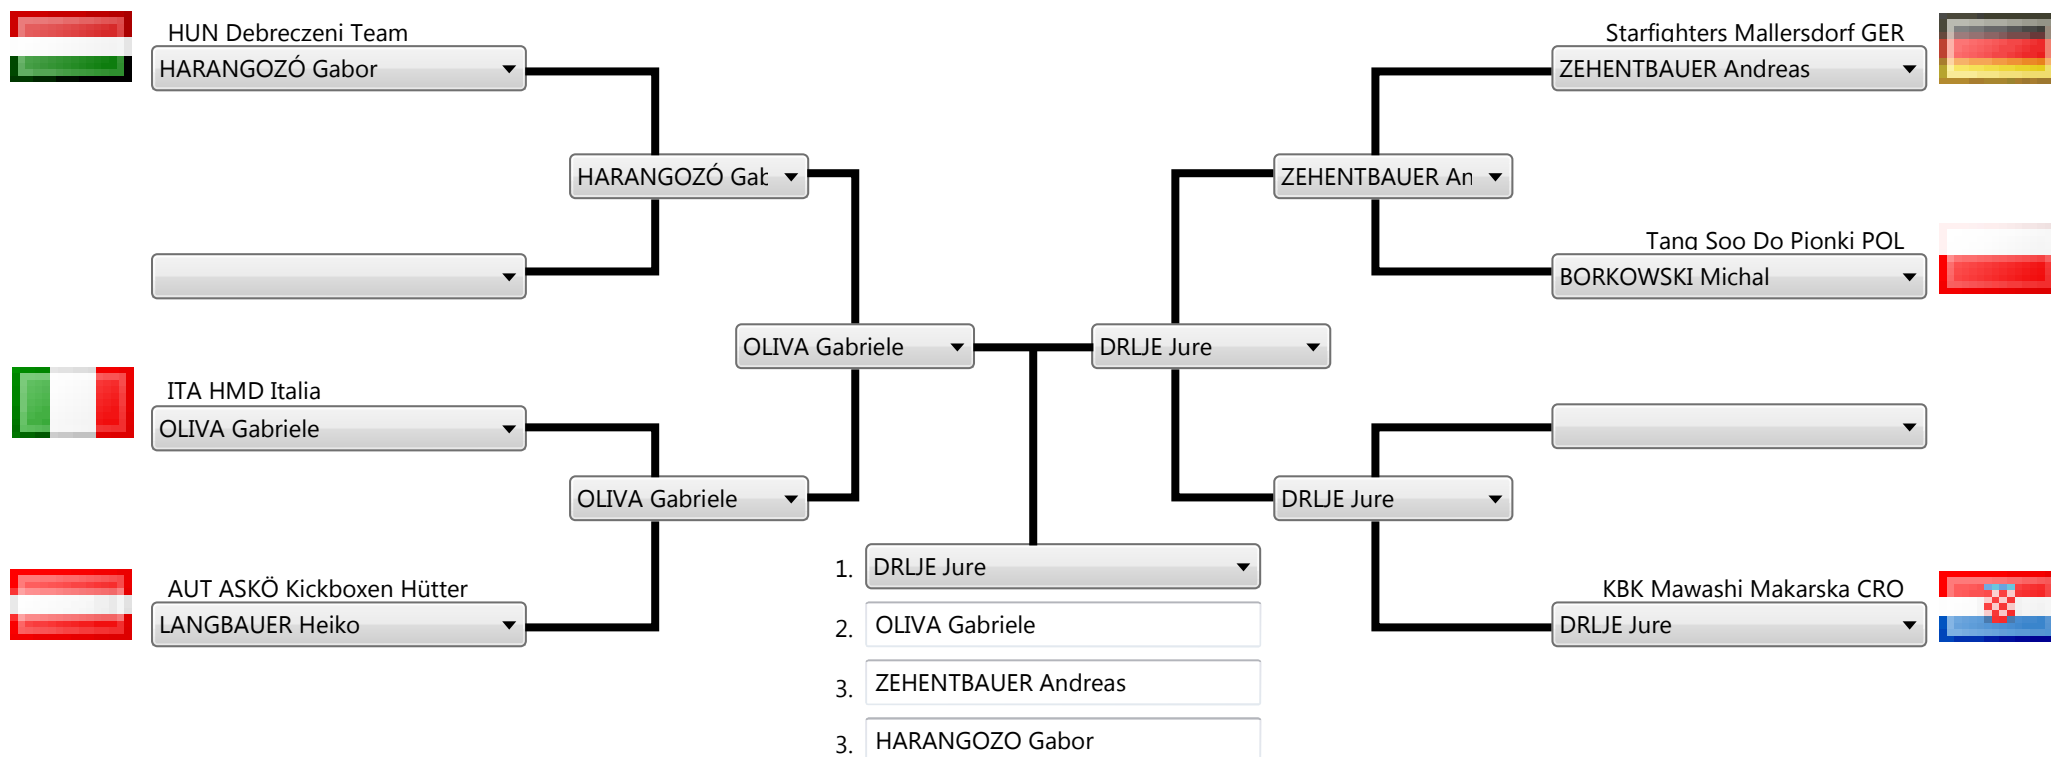 HUN Debreczeni Team
HARANGOZÓ Gabor
Starfighters Mallersdorf GER
ZEHENTBAUER Andreas
HARANGOZÓ Gab
ZEHENTBAUER An
Tang Soo Do Pionki POL
BORKOWSKI Michal
OLIVA Gabriele
DRLJE Jure
ITA HMD Italia
OLIVA Gabriele
OLIVA Gabriele
DRLJE Jure
AUT ASKÖ Kickboxen Hütter
LANGBAUER Heiko
KBK Mawashi Makarska CRO
DRLJE Jure
1. DRLJE Jure
2. OLIVA Gabriele
3. ZEHENTBAUER Andreas
3. HARANGOZO Gabor